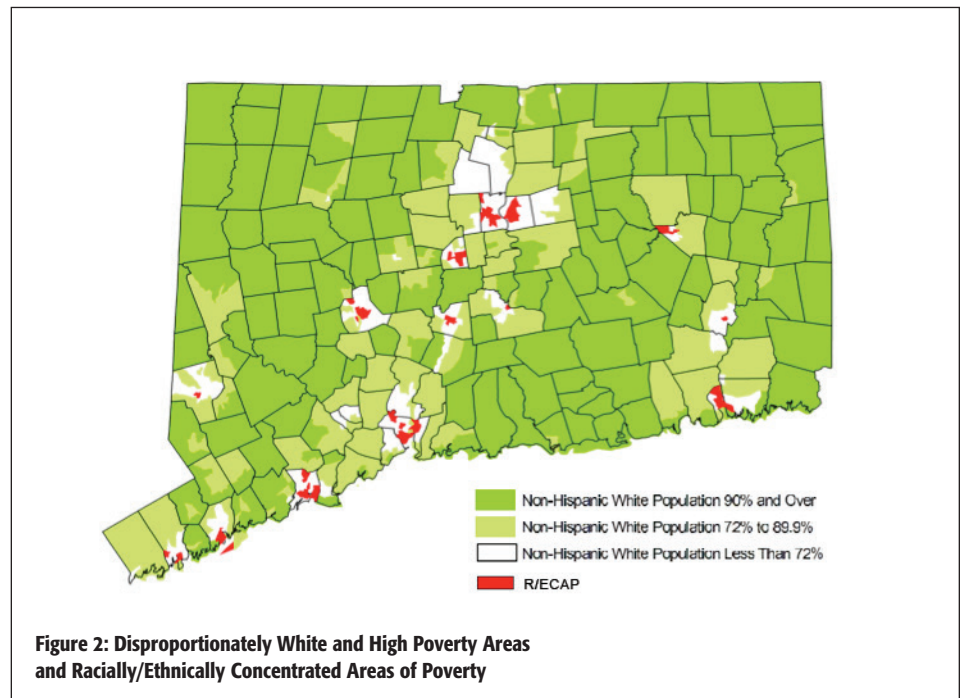 Non-Hispanic White Population 90% and Over
Non-Hispanic White Population 72% to 89.9%
Non-Hispanic White Population Less Than 72%
R/ECAP
Figure 2: Disproportionately White and High Poverty Areas
and Racially/Ethnically Concentrated Areas of Poverty